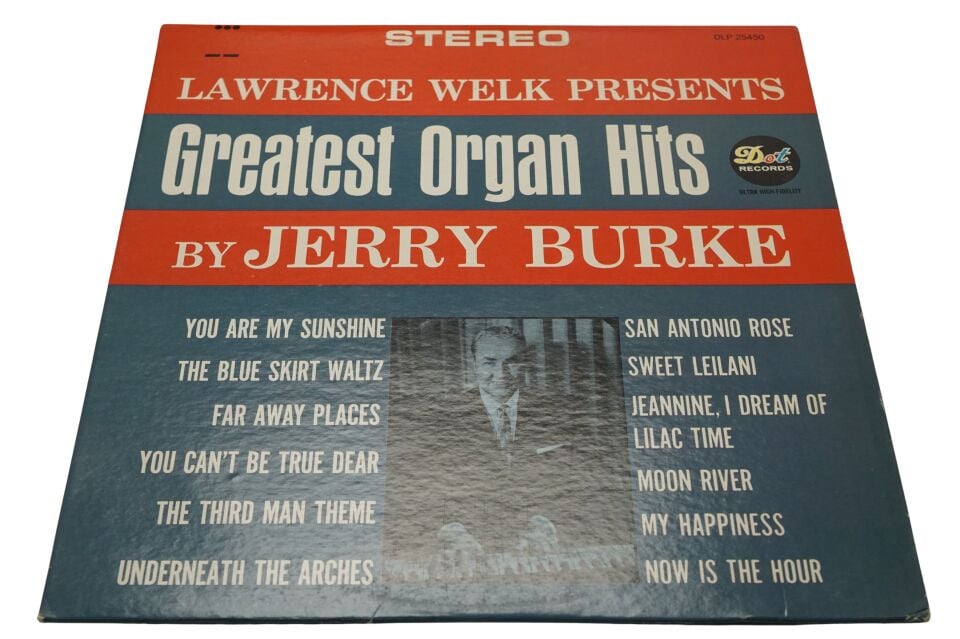 STEREO
DLP 25450
LAWRENCE WELK PRESENTS
Greatest Organ Hits
Dot
RECORDS
ULTRA HIGH-FIDELITY
BY JERRY BURKE
YOU ARE MY SUNSHINE
THE BLUE SKIRT WALTZ
FAR AWAY PLACES
YOU CAN'T BE TRUE DEAR
THE THIRD MAN THEME
UNDERNEATH THE ARCHES
SAN ANTONIO ROSE
SWEET LEILANI
JEANNINE, I DREAM OF
LILAC TIME
MOON RIVER
MY HAPPINESS
NOW IS THE HOUR